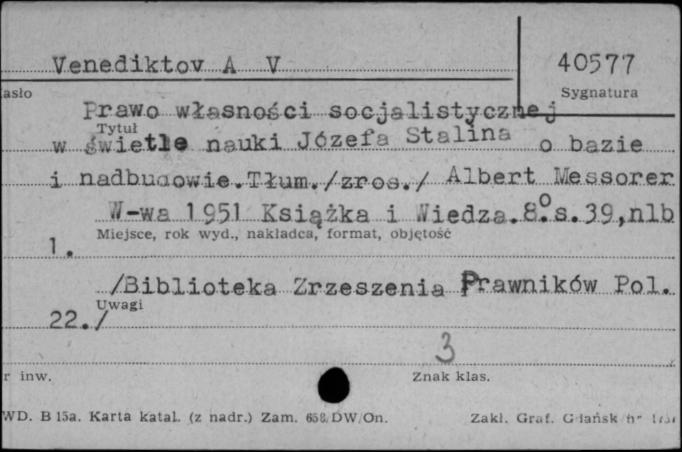 Venediktov A V
40577
asło
Sygnatura
Prawo własności socjalistycznej
Tytuł
w świetle nauki Józefa Stalina o bazie
i nadbudowie.Tłum./zros./ Albert Messorer
W-wa 1951 Książka i Wiedza.8°s.39,nlb
Miejsce, rok wyd., nakładca, format, objętość
1.
/Biblioteka Zrzeszenia Prawników Pol.
Uwagi
22./
3
r inw.
Znak klas.
WD. B 15a. Karta katal. (z nadr.) Zam. 658/DW/On.
Zakł. Graf. Gdańsk